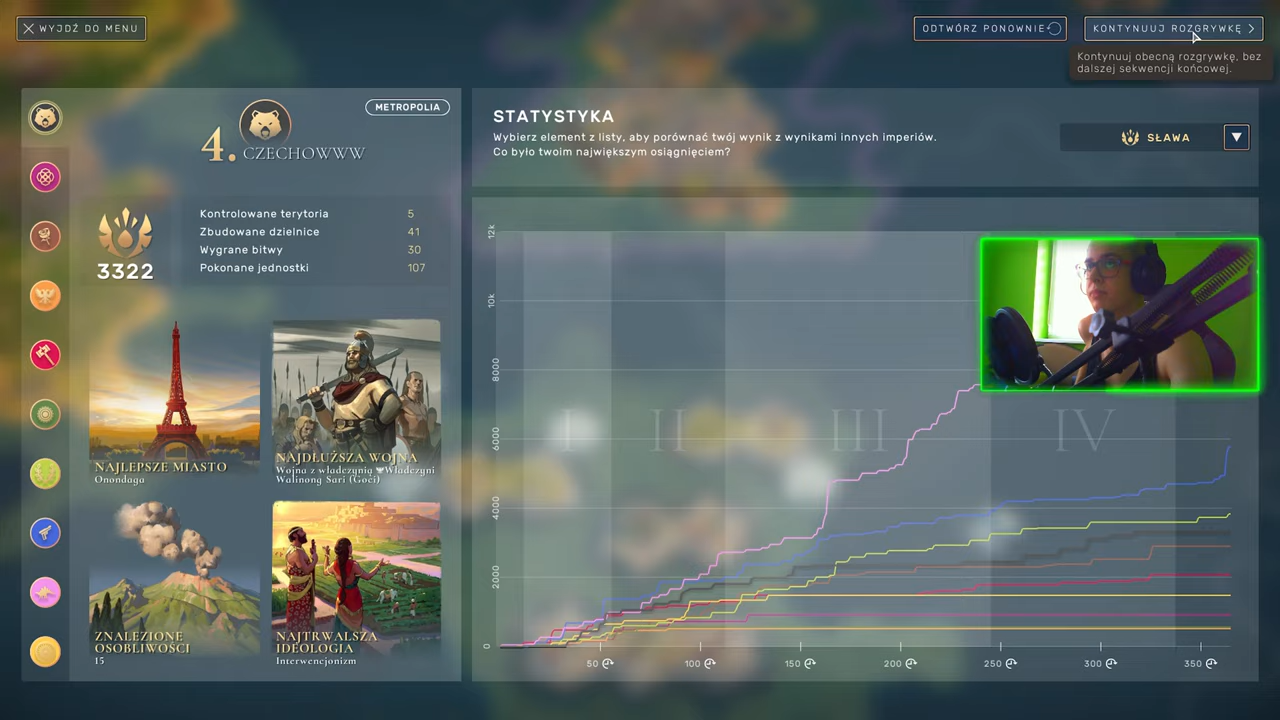 WYJDŹ DO MENU
ODTWÓRZ PONOWNIE
KONTYNUUJ ROZGRYWKĘ
Kontynuuj obecną rozgrywkę, bez
dalszej sekwencji końcowej.
METROPOLIA
4. CZECHOWWW
3322
Kontrolowane terytoria 5
Zbudowane dzielnice 41
Wygrane bitwy 30
Pokonane jednostki 107
NAJLEPSZE MIASTO
Onondaga
NAJDŁUŻSZA WOJNA
Wojna z władczynią Władczyni
Walinong Sari (Goci)
ZNALEZIONE
OSOBLIWOŚCI
15
NAJTRWALSZA
IDEOLOGIA
Interwencjonizm
STATYSTYKA
Wybierz element z listy, aby porównać twój wynik z wynikami innych imperiów.
Co było twoim największym osiągnięciem?
SŁAWA
12k
10k
8000
6000
4000
2000
0
I II III IV
50 100 150 200 250 300 350